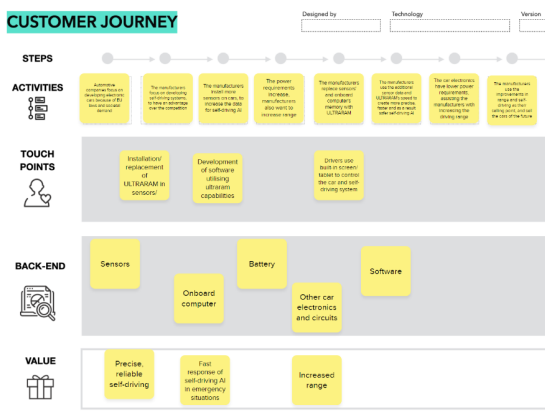 CUSTOMER JOURNEY
Designed by
Technology
Version
STEPS
ACTIVITIES
Automotive
companies focus on
developing electronic
cars because of EU
laws and societal
demand
The manufacturers
focus on developing
self-driving systems,
to have an advantage
over the competition
The manufacturers
insert more
sensors on cars, to
increase the data
for self-driving AI
The power
requirements
increase, manufacturers
also want to
increase range
The manufacturers
replace sensors'
and onboard
computers
memory with
ULTRARAM
The manufacturers
use the additional
sensor data and
ULTRARAM's speed to
create more precise,
faster and as a result
safer self-driving AI
The car electronics
have lower power
requirements,
assisting the
manufacturers with
increasing the
driving range
The manufacturers
use the
improvements in
range and self-
driving as their
selling point, and sell
the cars of the future
TOUCH
POINTS
Installation/
replacement
of
ULTRARAM in
sensors/
Development
of software
utilising
ultraram
capabilities
Drivers use
built in screen/
tablet to control
the car and self-
driving system
BACK-END
Sensors
Onboard
computer
Battery
Other car
electronics
and circuits
Software
VALUE
Precise,
reliable
self-driving
Fast
response of
self-driving AI
in emergency
situations
Increased
range